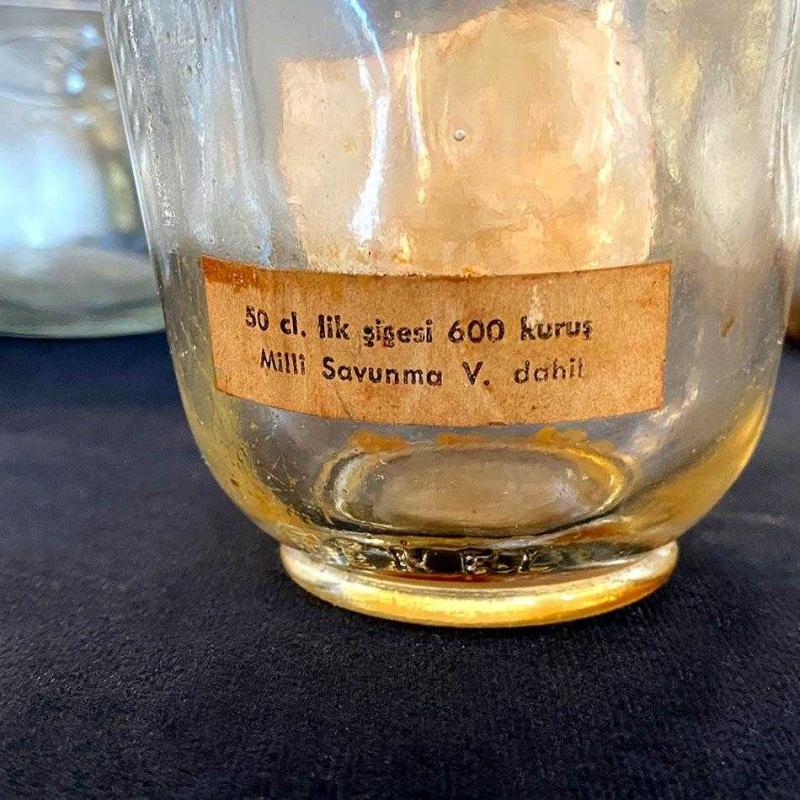 50 cl. lik şişesi 600 kuruş
Milli Savunma V. dahil